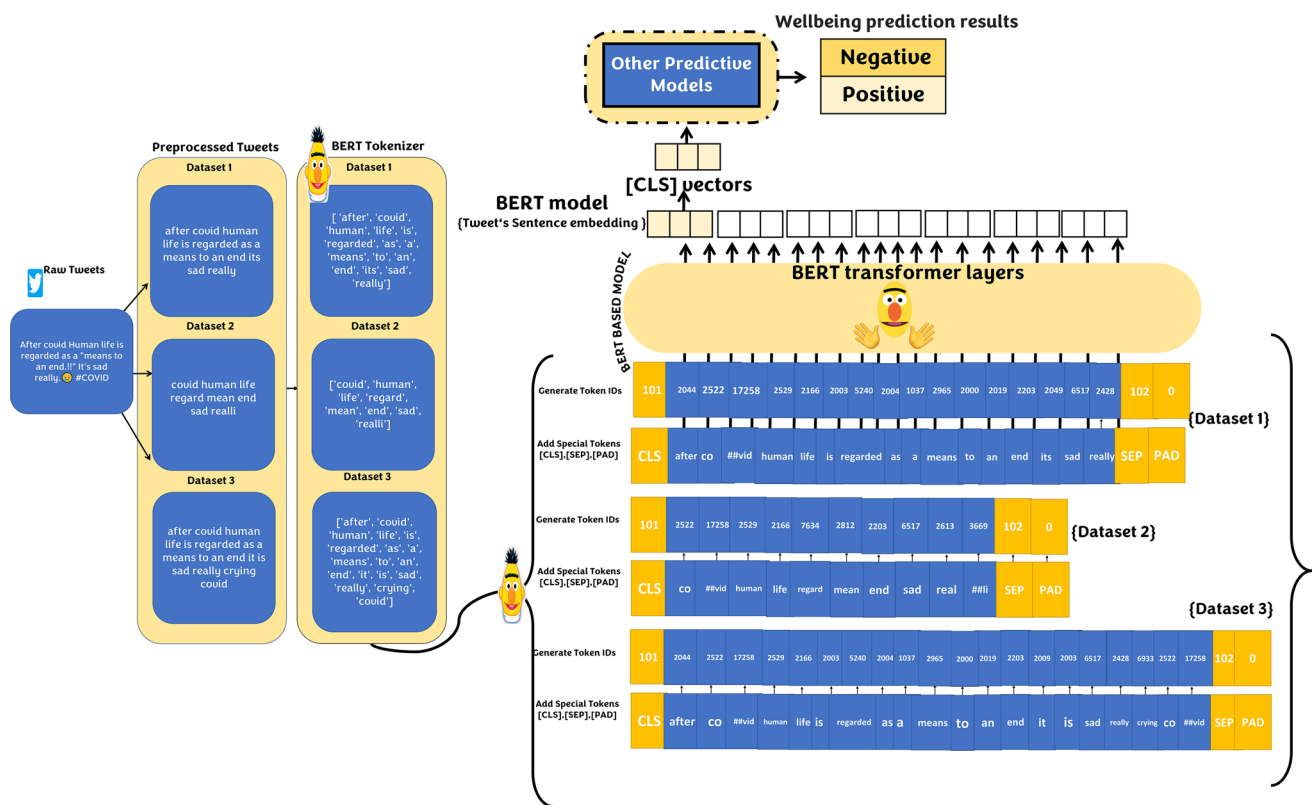 Wellbeing prediction results
Other Predictive
Models
Negative
Positive
[CLS] vectors
BERT model
{Tweet's Sentence embedding }
BERT BASED MODEL
BERT transformer layers
Raw Tweets
After covid Human life is
regarded as a "means to
an end.!!" It's sad
really, 😢 #COVID
Preprocessed Tweets
Dataset 1
after covid human
life is regarded as a
means to an end its
sad really
Dataset 2
covid human life
regard mean end
sad realli
Dataset 3
after covid human
life is regarded as a
means to an end it is
sad really crying
covid
BERT Tokenizer
Dataset 1
[ 'after', 'covid',
'human', 'life', 'is',
'regarded', 'as', 'a',
'means', 'to', 'an',
'end', 'its', 'sad',
'really']
Dataset 2
['covid', 'human',
'life', 'regard',
'mean', 'end', 'sad',
'realli']
Dataset 3
['after', 'covid',
'human', 'life', 'is',
'regarded', 'as', 'a',
'means', 'to', 'an',
'end', 'it', 'is', 'sad',
'really', 'crying',
'covid']
Generate Token IDs
101 2044 2522 17258 2529 2166 2003 5240 2004 1037 2965 2000 2019 2203 2049 6517 2428 102 0
{Dataset 1}
Add Special Tokens
[CLS],[SEP],[PAD]
CLS after co ##vid human life is regarded as a means to an end its sad really SEP PAD
Generate Token IDs
101 2522 17258 2529 2166 7634 2812 2203 6517 2613 3669 102 0
{Dataset 2}
Add Special Tokens
[CLS],[SEP],[PAD]
CLS co ##vid human life regard mean end sad real ##li SEP PAD
{Dataset 3}
Generate Token IDs
101 2044 2522 17258 2529 2166 2003 5240 2004 1037 2965 2000 2019 2203 2009 2003 6517 2428 6933 2522 17258 102 0
Add Special Tokens
[CLS],[SEP],[PAD]
CLS after co ##vid human life is regarded as a means to an end it is sad really crying co ##vid SEP PAD